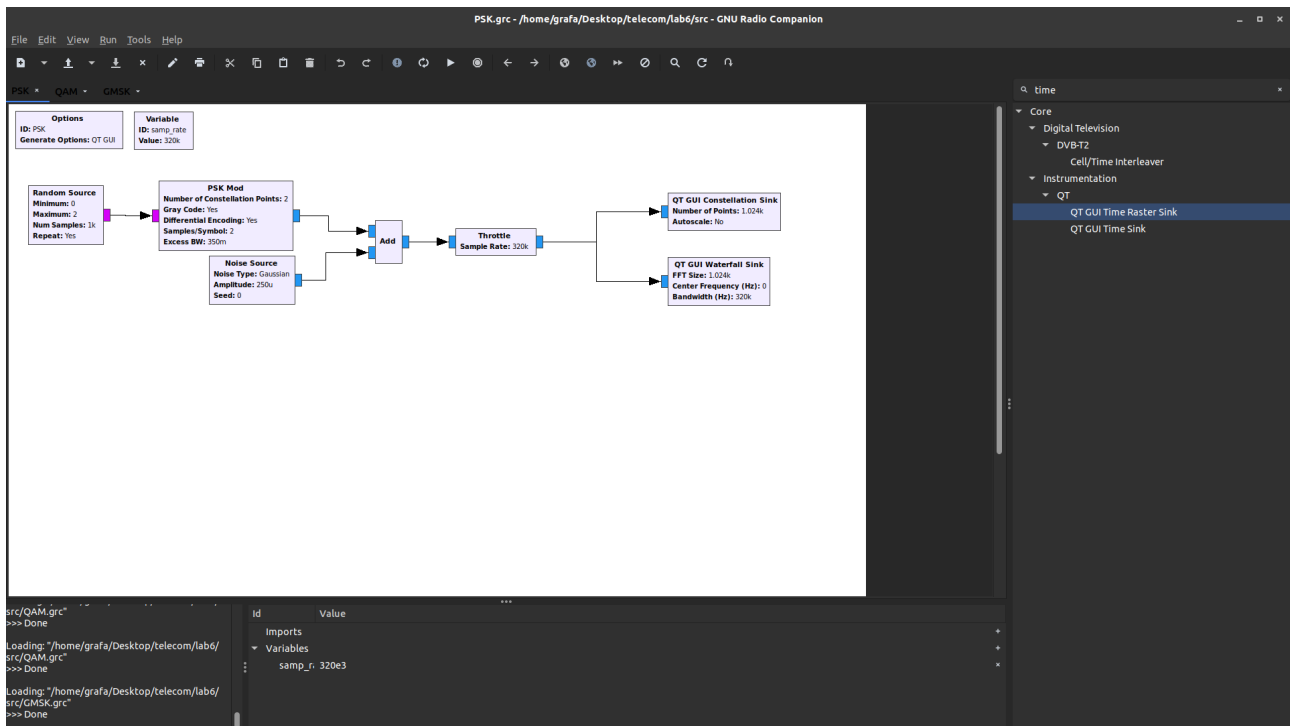 PSK.grc - /home/grafa/Desktop/telecom/lab6/src - GNU Radio Companion
File Edit View Run Tools Help
PSK QAM GMSK
Options
ID: PSK
Generate Options: QT GUI
Variable
ID: samp_rate
Value: 320k
Random Source
Minimum: 0
Maximum: 2
Num Samples: 1k
Repeat: Yes
PSK Mod
Number of Constellation Points: 2
Gray Code: Yes
Differential Encoding: Yes
Samples/Symbol: 2
Excess BW: 350m
Noise Source
Noise Type: Gaussian
Amplitude: 250u
Seed: 0
Add
Throttle
Sample Rate: 320k
QT GUI Constellation Sink
Number of Points: 1.024k
Autoscale: No
QT GUI Waterfall Sink
FFT Size: 1.024k
Center Frequency (Hz): 0
Bandwidth (Hz): 320k
time
Core
Digital Television
DVB-T2
Cell/Time Interleaver
Instrumentation
QT
QT GUI Time Raster Sink
QT GUI Time Sink
src/QAM.grc"
>>> Done
Loading: "/home/grafa/Desktop/telecom/lab6/
src/QAM.grc"
>>> Done
Loading: "/home/grafa/Desktop/telecom/lab6/
src/GMSK.grc"
>>> Done
Id Value
Imports
Variables
samp_r 320e3